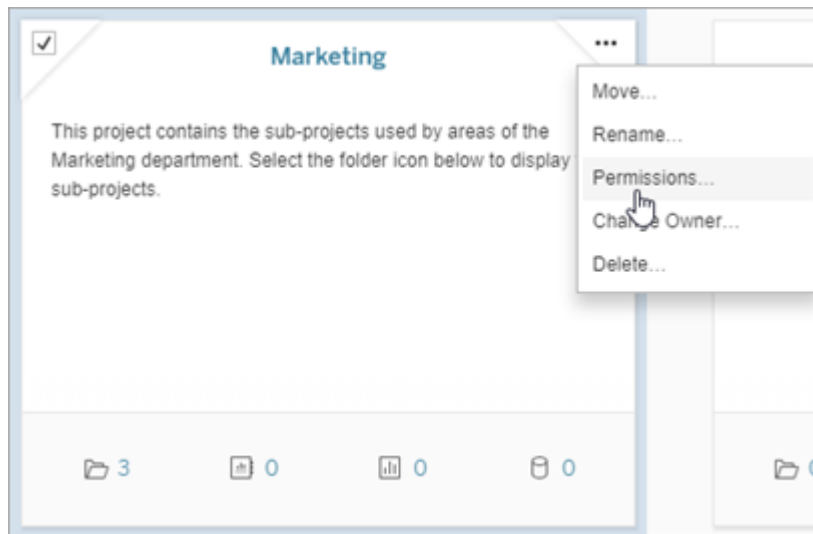 Marketing
This project contains the sub-projects used by areas of the
Marketing department. Select the folder icon below to display
sub-projects.
Move...
Rename...
Permissions...
Change Owner...
Delete...
3
0
0
0